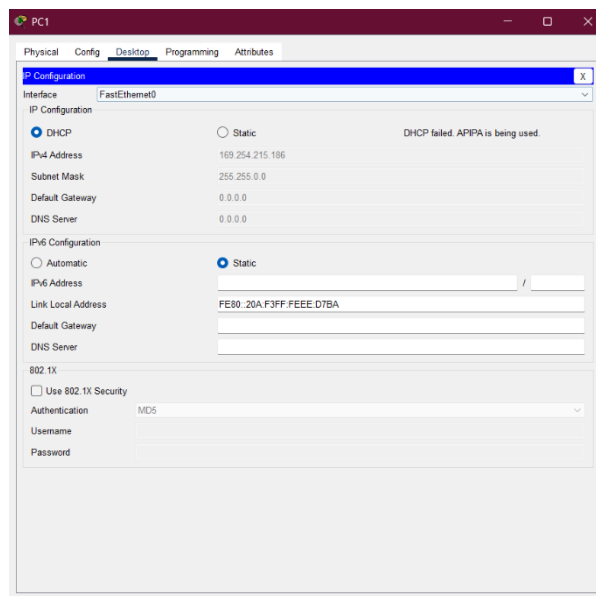 PC1
Physical Config Desktop Programming Attributes
IP Configuration X
Interface FastEthernet0
IP Configuration
DHCP Static DHCP failed. APIPA is being used.
IPv4 Address 169.254.215.186
Subnet Mask 255.255.0.0
Default Gateway 0.0.0.0
DNS Server 0.0.0.0
IPv6 Configuration
Automatic Static
IPv6 Address /
Link Local Address FE80::20A:F3FF:FEEE:D7BA
Default Gateway
DNS Server
802.1X
Use 802.1X Security
Authentication MD5
Username
Password